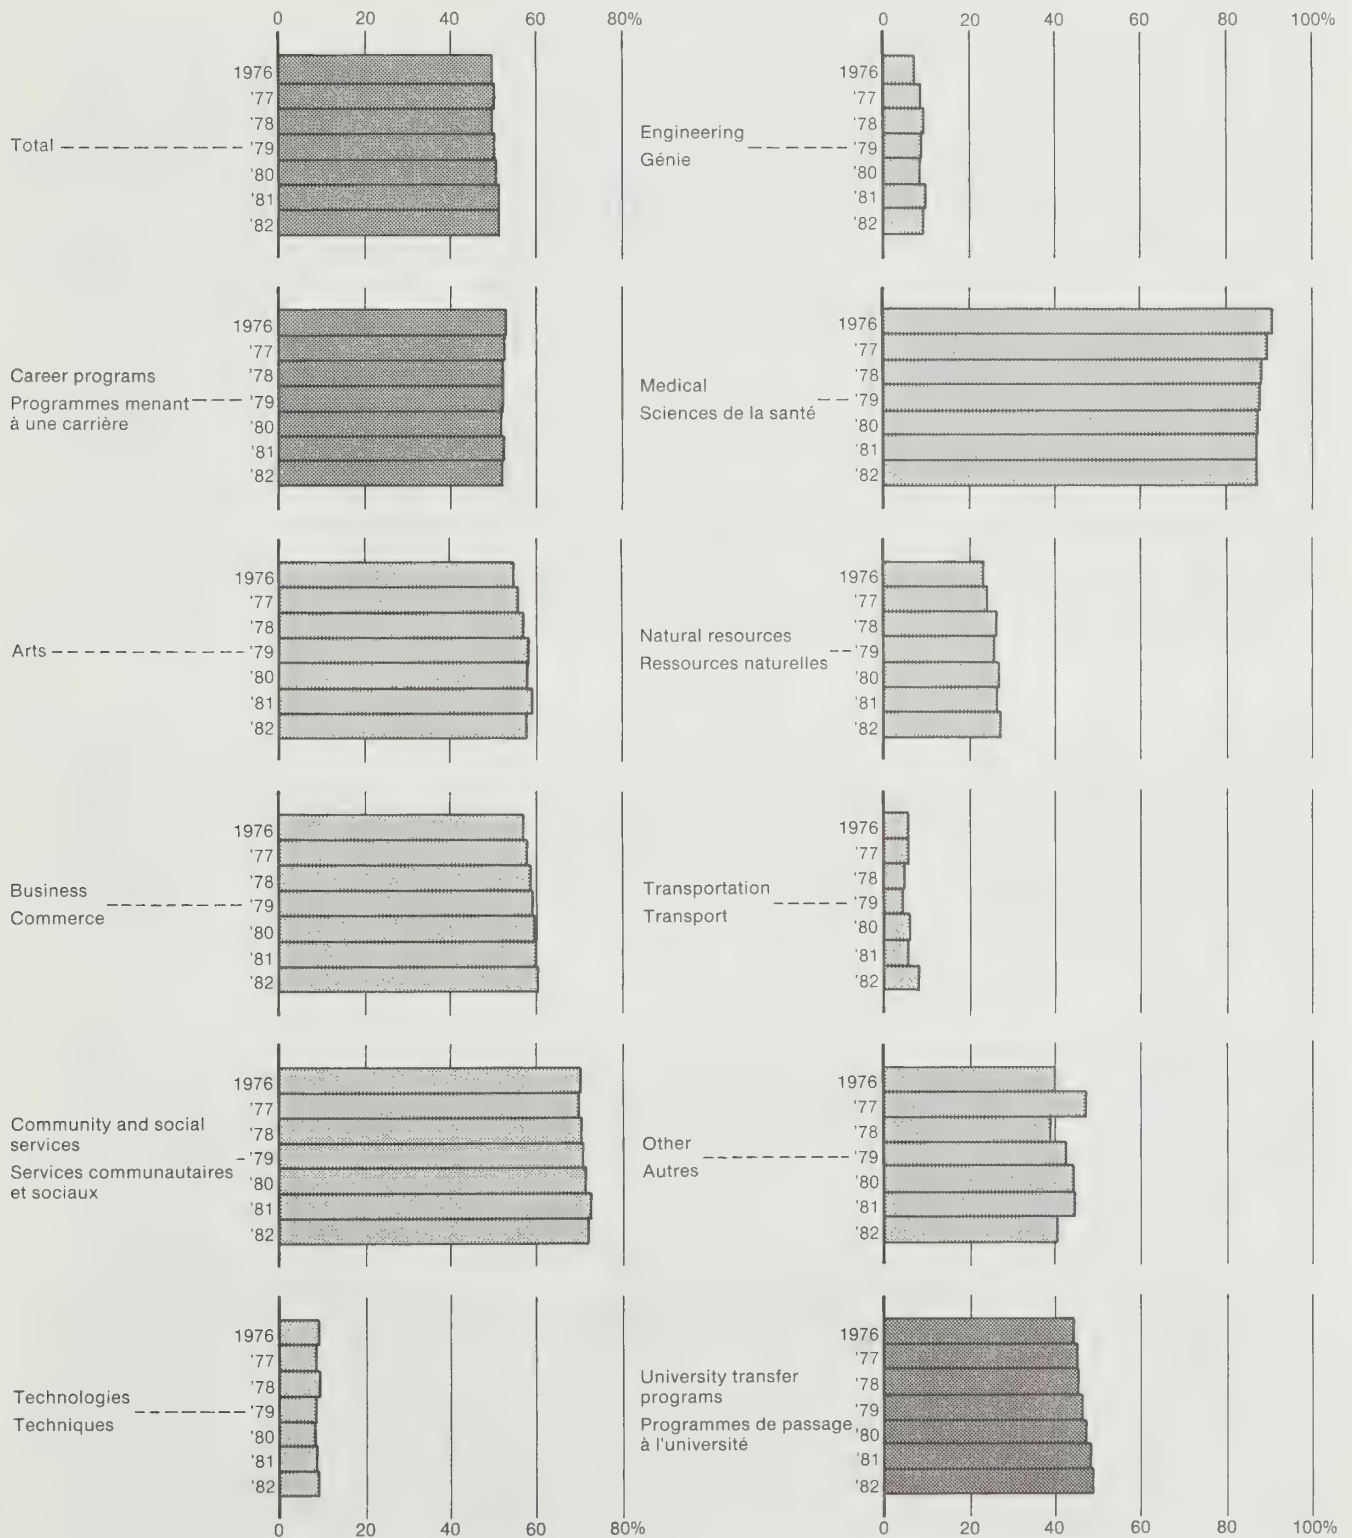 0 20 40 60 80%
1976
'77
'78
Total '79
'80
'81
'82
1976
'77
Career programs '78
Programmes menant '79
à une carrière '80
'81
'82
1976
'77
'78
Arts '79
'80
'81
'82
1976
'77
'78
Business '79
Commerce '80
'81
'82
1976
'77
Community and social '78
services '79
Services communautaires '80
et sociaux '81
'82
1976
'77
'78
Technologies '79
Techniques '80
'81
'82
0 20 40 60 80%
0 20 40 60 80 100%
1976
'77
'78
Engineering '79
Génie '80
'81
'82
1976
'77
'78
Medical '79
Sciences de la santé '80
'81
'82
1976
'77
'78
Natural resources '79
Ressources naturelles '80
'81
'82
1976
'77
'78
Transportation '79
Transport '80
'81
'82
1976
'77
'78
Other '79
Autres '80
'81
'82
1976
'77
University transfer '78
programs '79
Programmes de passage '80
à l'université '81
'82
0 20 40 60 80 100%